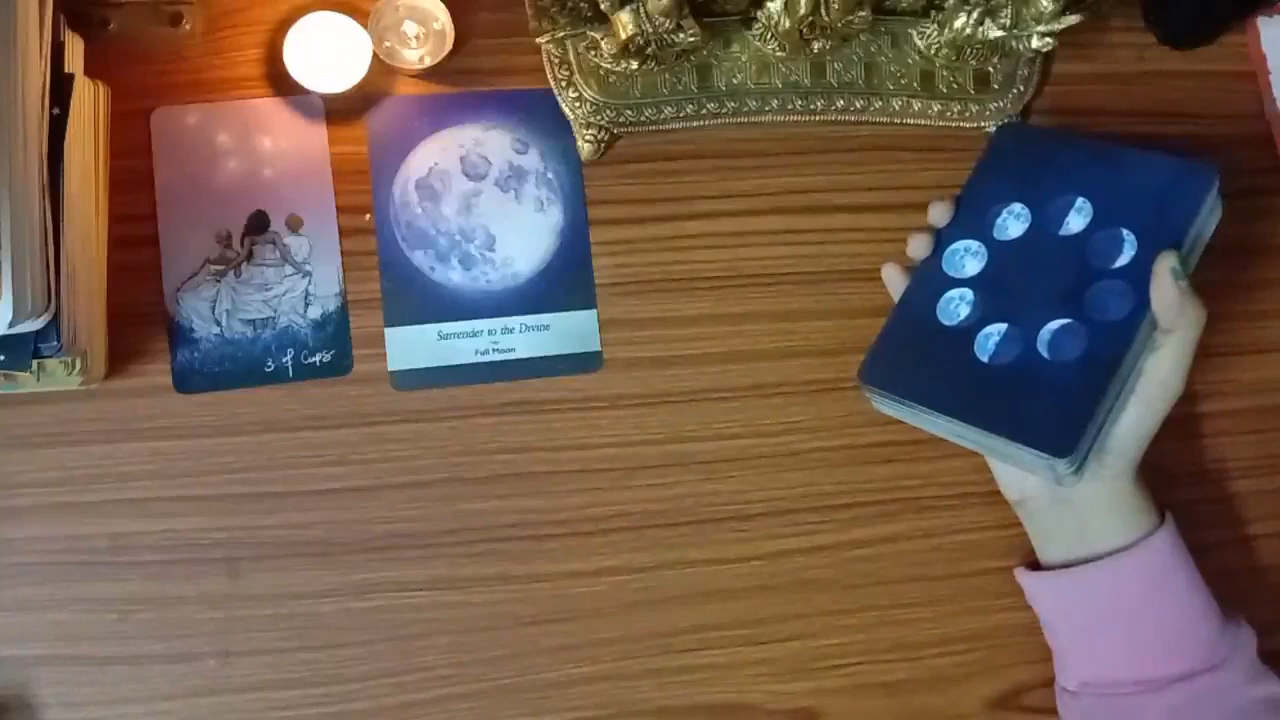 3 of Cups
Surrender to the Divine
Full Moon